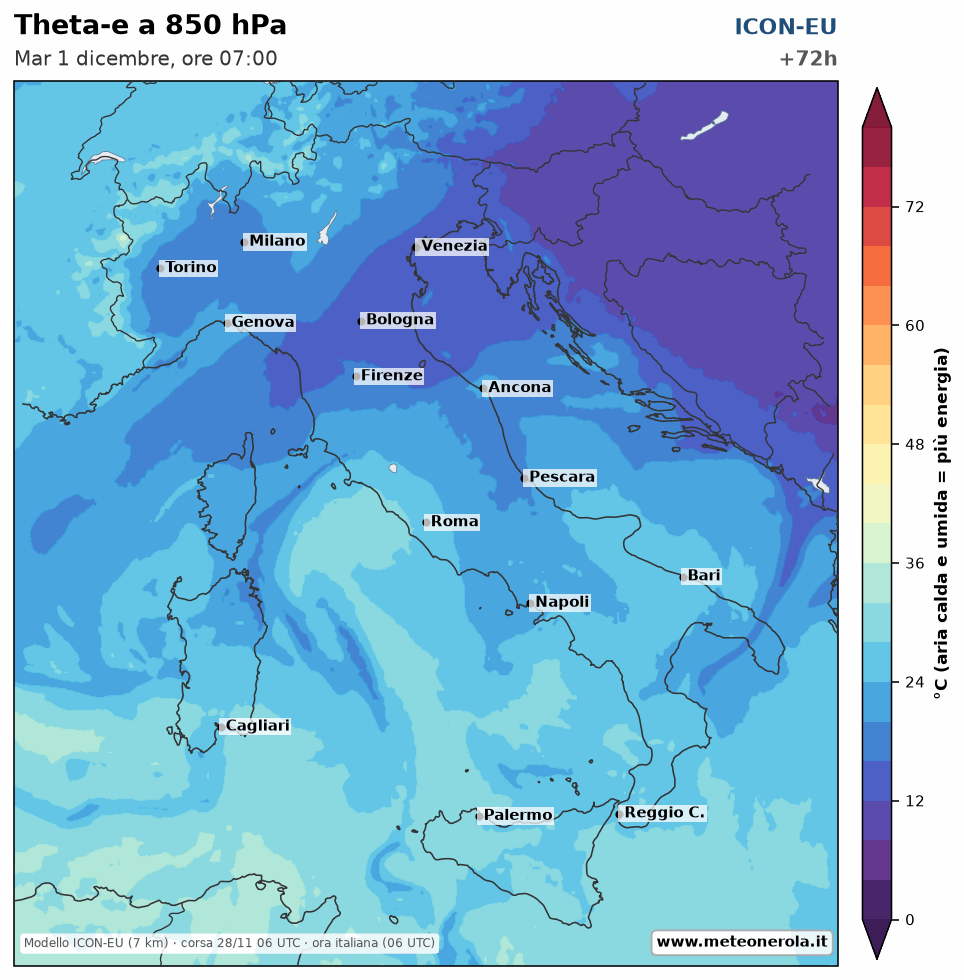 Theta-e a 850 hPa
ICON-EU
Mar 1 dicembre, ore 07:00
+72h
Milano
Venezia
Torino
Genova
Bologna
Firenze
Ancona
Pescara
Roma
Bari
Napoli
Cagliari
Palermo
Reggio C.
72
60
48
36
24
12
0
°C (aria calda e umida = più energia)
Modello ICON-EU (7 km) · corsa 28/11 06 UTC · ora italiana (06 UTC)
www.meteonerola.it